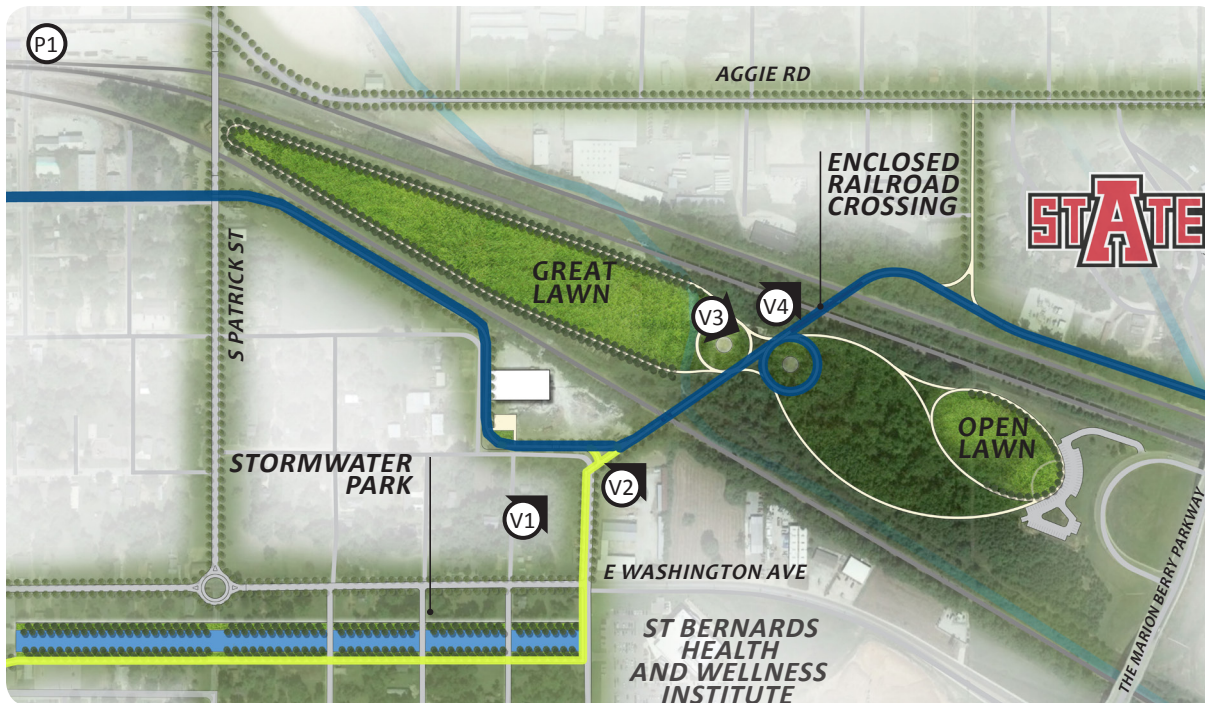 P1
AGGIE RD
ENCLOSED
RAILROAD
CROSSING
STATE
S PATRICK ST
GREAT
LAWN
V3
V4
OPEN
LAWN
STORMWATER
PARK
V1
V2
E WASHINGTON AVE
ST BERNARDS
HEALTH
AND WELLNESS
INSTITUTE
THE MARION BERRY PARKWAY